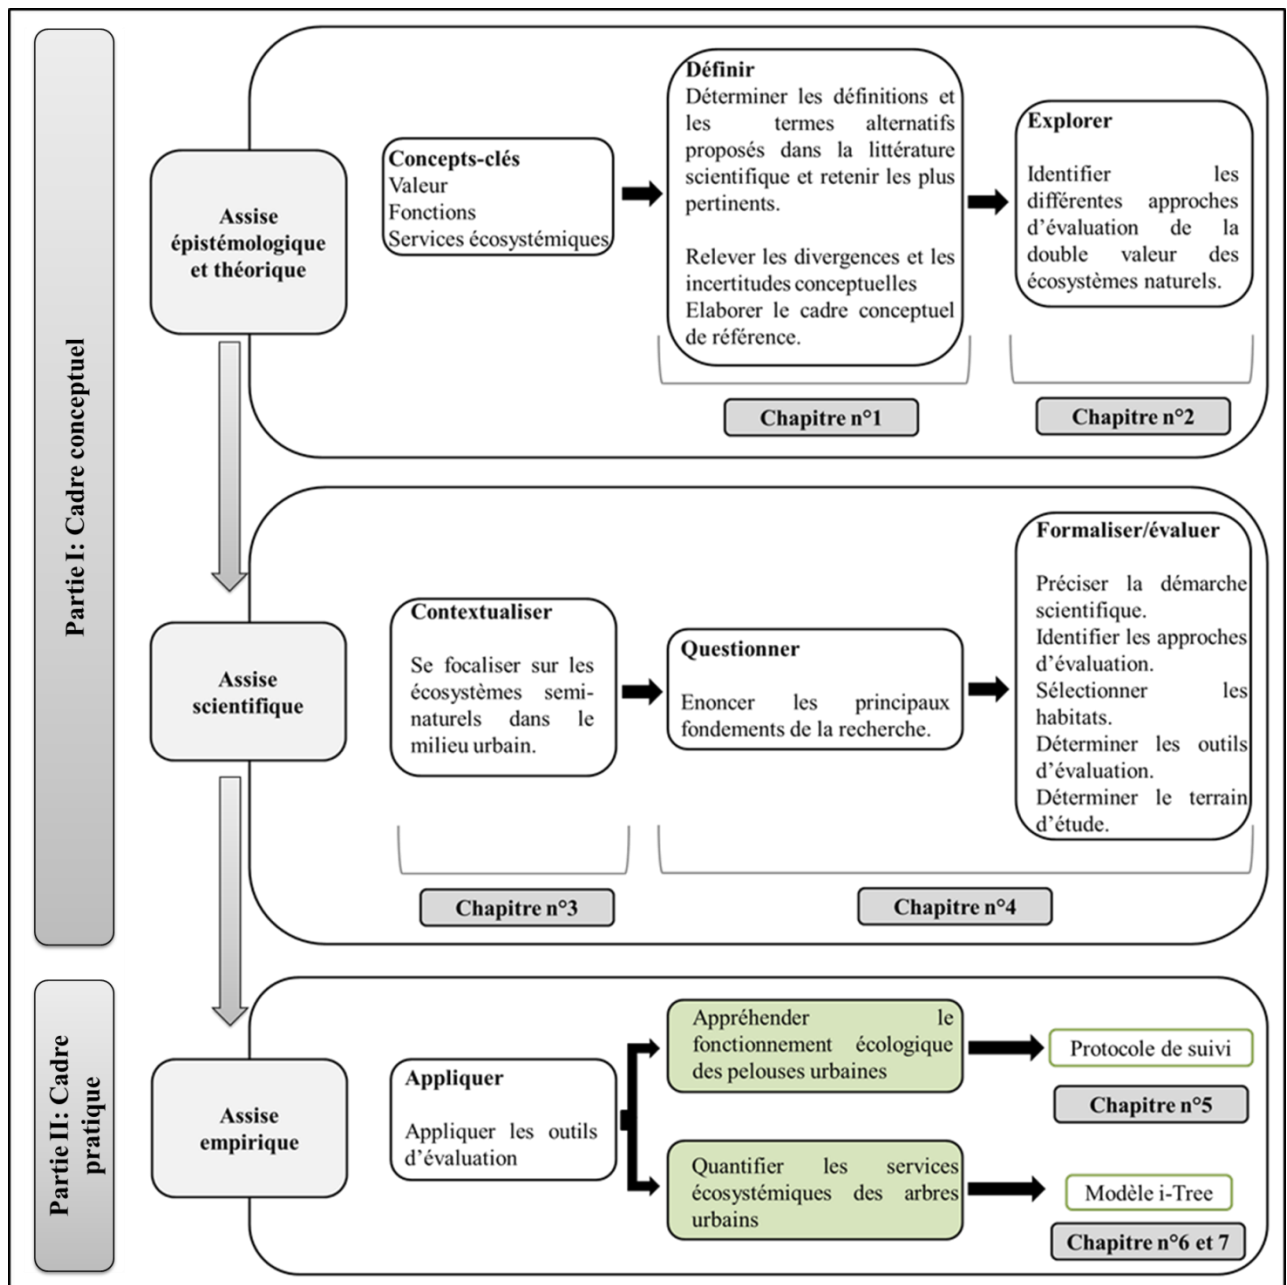 Partie I: Cadre conceptuel
Assise
épistémologique
et théorique
Concepts-clés
Valeur
Fonctions
Services écosystémiques
Définir
Déterminer les définitions et
les termes alternatifs
proposés dans la littérature
scientifique et retenir les plus
pertinents.
Relever les divergences et les
incertitudes conceptuelles
Elaborer le cadre conceptuel
de référence.
Explorer
Identifier les
différentes approches
d’évaluation de la
double valeur des
écosystèmes naturels.
Chapitre n°1
Chapitre n°2
Assise
scientifique
Contextualiser
Se focaliser sur les
écosystèmes semi-
naturels dans le
milieu urbain.
Questionner
Enoncer les principaux
fondements de la recherche.
Formaliser/évaluer
Préciser la démarche
scientifique.
Identifier les approches
d’évaluation.
Sélectionner les
habitats.
Déterminer les outils
d’évaluation.
Déterminer le terrain
d’étude.
Chapitre n°3
Chapitre n°4
Partie II: Cadre
pratique
Assise
empirique
Appliquer
Appliquer les outils
d’évaluation
Appréhender le
fonctionnement écologique
des pelouses urbaines
Protocole de suivi
Chapitre n°5
Quantifier les services
écosystémiques des arbres
urbains
Modèle i-Tree
Chapitre n°6 et 7